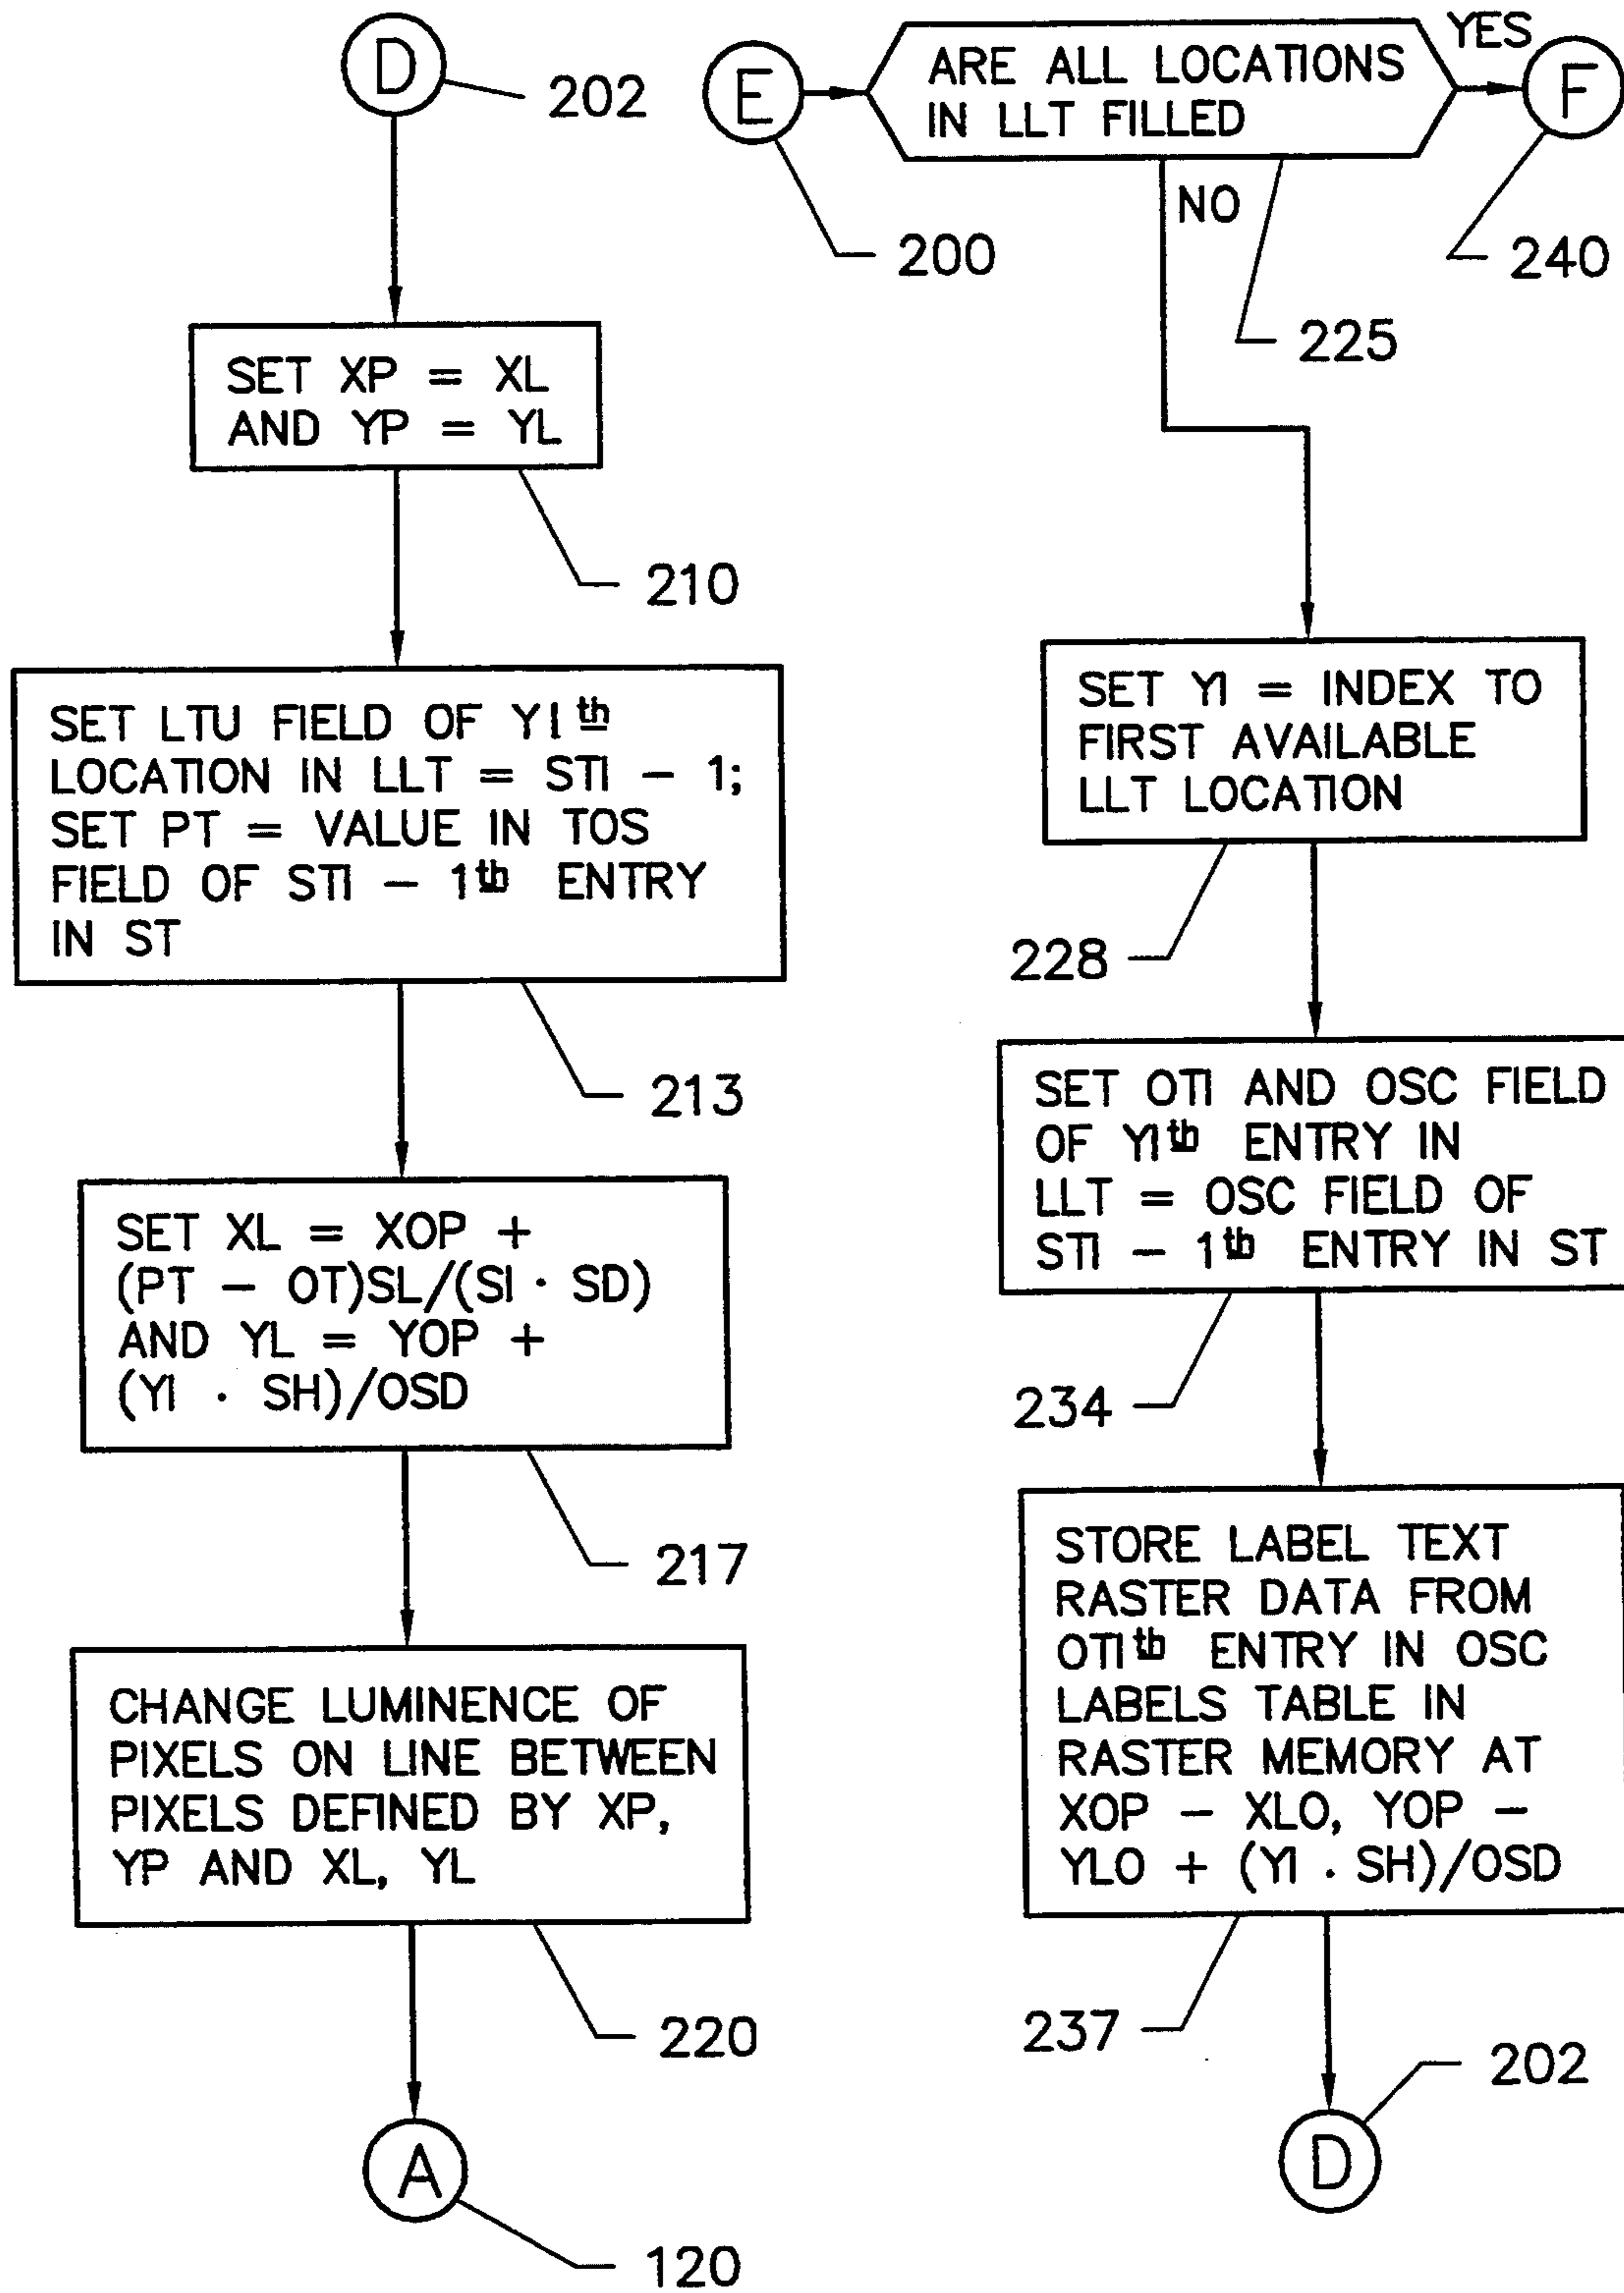 D
202
SET XP = XL
AND YP = YL
210
SET LTU FIELD OF YI th
LOCATION IN LLT = STI - 1;
SET PT = VALUE IN TOS
FIELD OF STI - 1th ENTRY
IN ST
213
SET XL = XOP +
(PT - OT)SL/(SI · SD)
AND YL = YOP +
(YI · SH)/OSD
217
CHANGE LUMINENCE OF
PIXELS ON LINE BETWEEN
PIXELS DEFINED BY XP,
YP AND XL, YL
220
A
120
E
200
ARE ALL LOCATIONS
IN LLT FILLED
225
YES
F
240
NO
SET YI = INDEX TO
FIRST AVAILABLE
LLT LOCATION
228
SET OTI AND OSC FIELD
OF YIth ENTRY IN
LLT = OSC FIELD OF
STI - 1th ENTRY IN ST
234
STORE LABEL TEXT
RASTER DATA FROM
OTIth ENTRY IN OSC
LABELS TABLE IN
RASTER MEMORY AT
XOP - XLO, YOP -
YLO + (YI · SH)/OSD
237
D
202